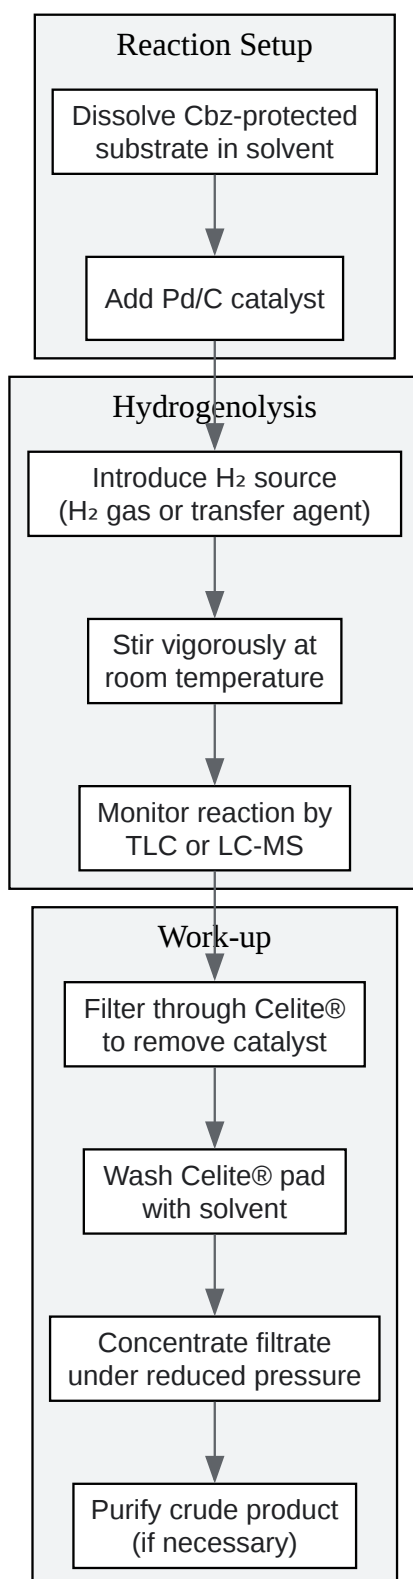 Reaction Setup
Dissolve Cbz-protected
substrate in solvent
Add Pd/C catalyst
Hydrogenolysis
Introduce H₂ source
(H₂ gas or transfer agent)
Stir vigorously at
room temperature
Monitor reaction by
TLC or LC-MS
Work-up
Filter through Celite®
to remove catalyst
Wash Celite® pad
with solvent
Concentrate filtrate
under reduced pressure
Purify crude product
(if necessary)